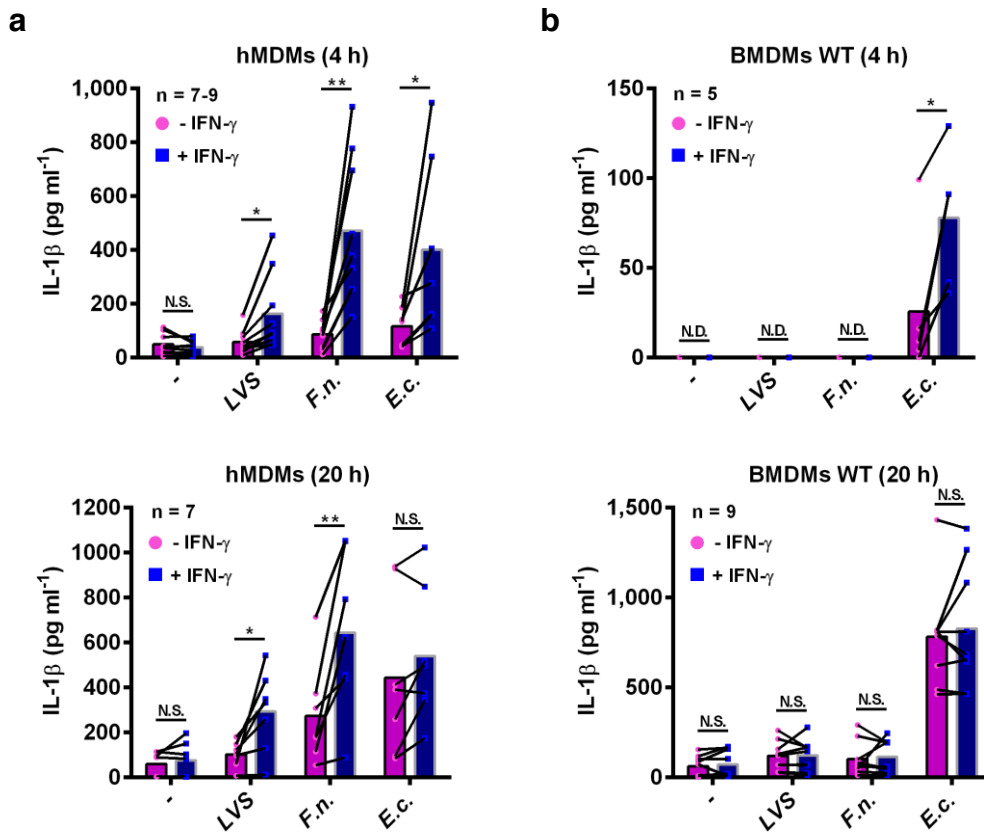 a
hMDMs (4 h)
IL-1β (pg ml⁻¹)
1,000
800
600
400
200
0
n = 7-9
- IFN-γ
+ IFN-γ
N.S.
*
**
*
-
LVS
F.n.
E.c.
b
BMDMs WT (4 h)
IL-1β (pg ml⁻¹)
150
100
50
0
n = 5
- IFN-γ
+ IFN-γ
N.D.
N.D.
N.D.
*
-
LVS
F.n.
E.c.
hMDMs (20 h)
IL-1β (pg ml⁻¹)
1200
1000
800
600
400
200
0
n = 7
- IFN-γ
+ IFN-γ
N.S.
*
**
N.S.
-
LVS
F.n.
E.c.
BMDMs WT (20 h)
IL-1β (pg ml⁻¹)
1,500
1,000
500
0
n = 9
- IFN-γ
+ IFN-γ
N.S.
N.S.
N.S.
N.S.
-
LVS
F.n.
E.c.